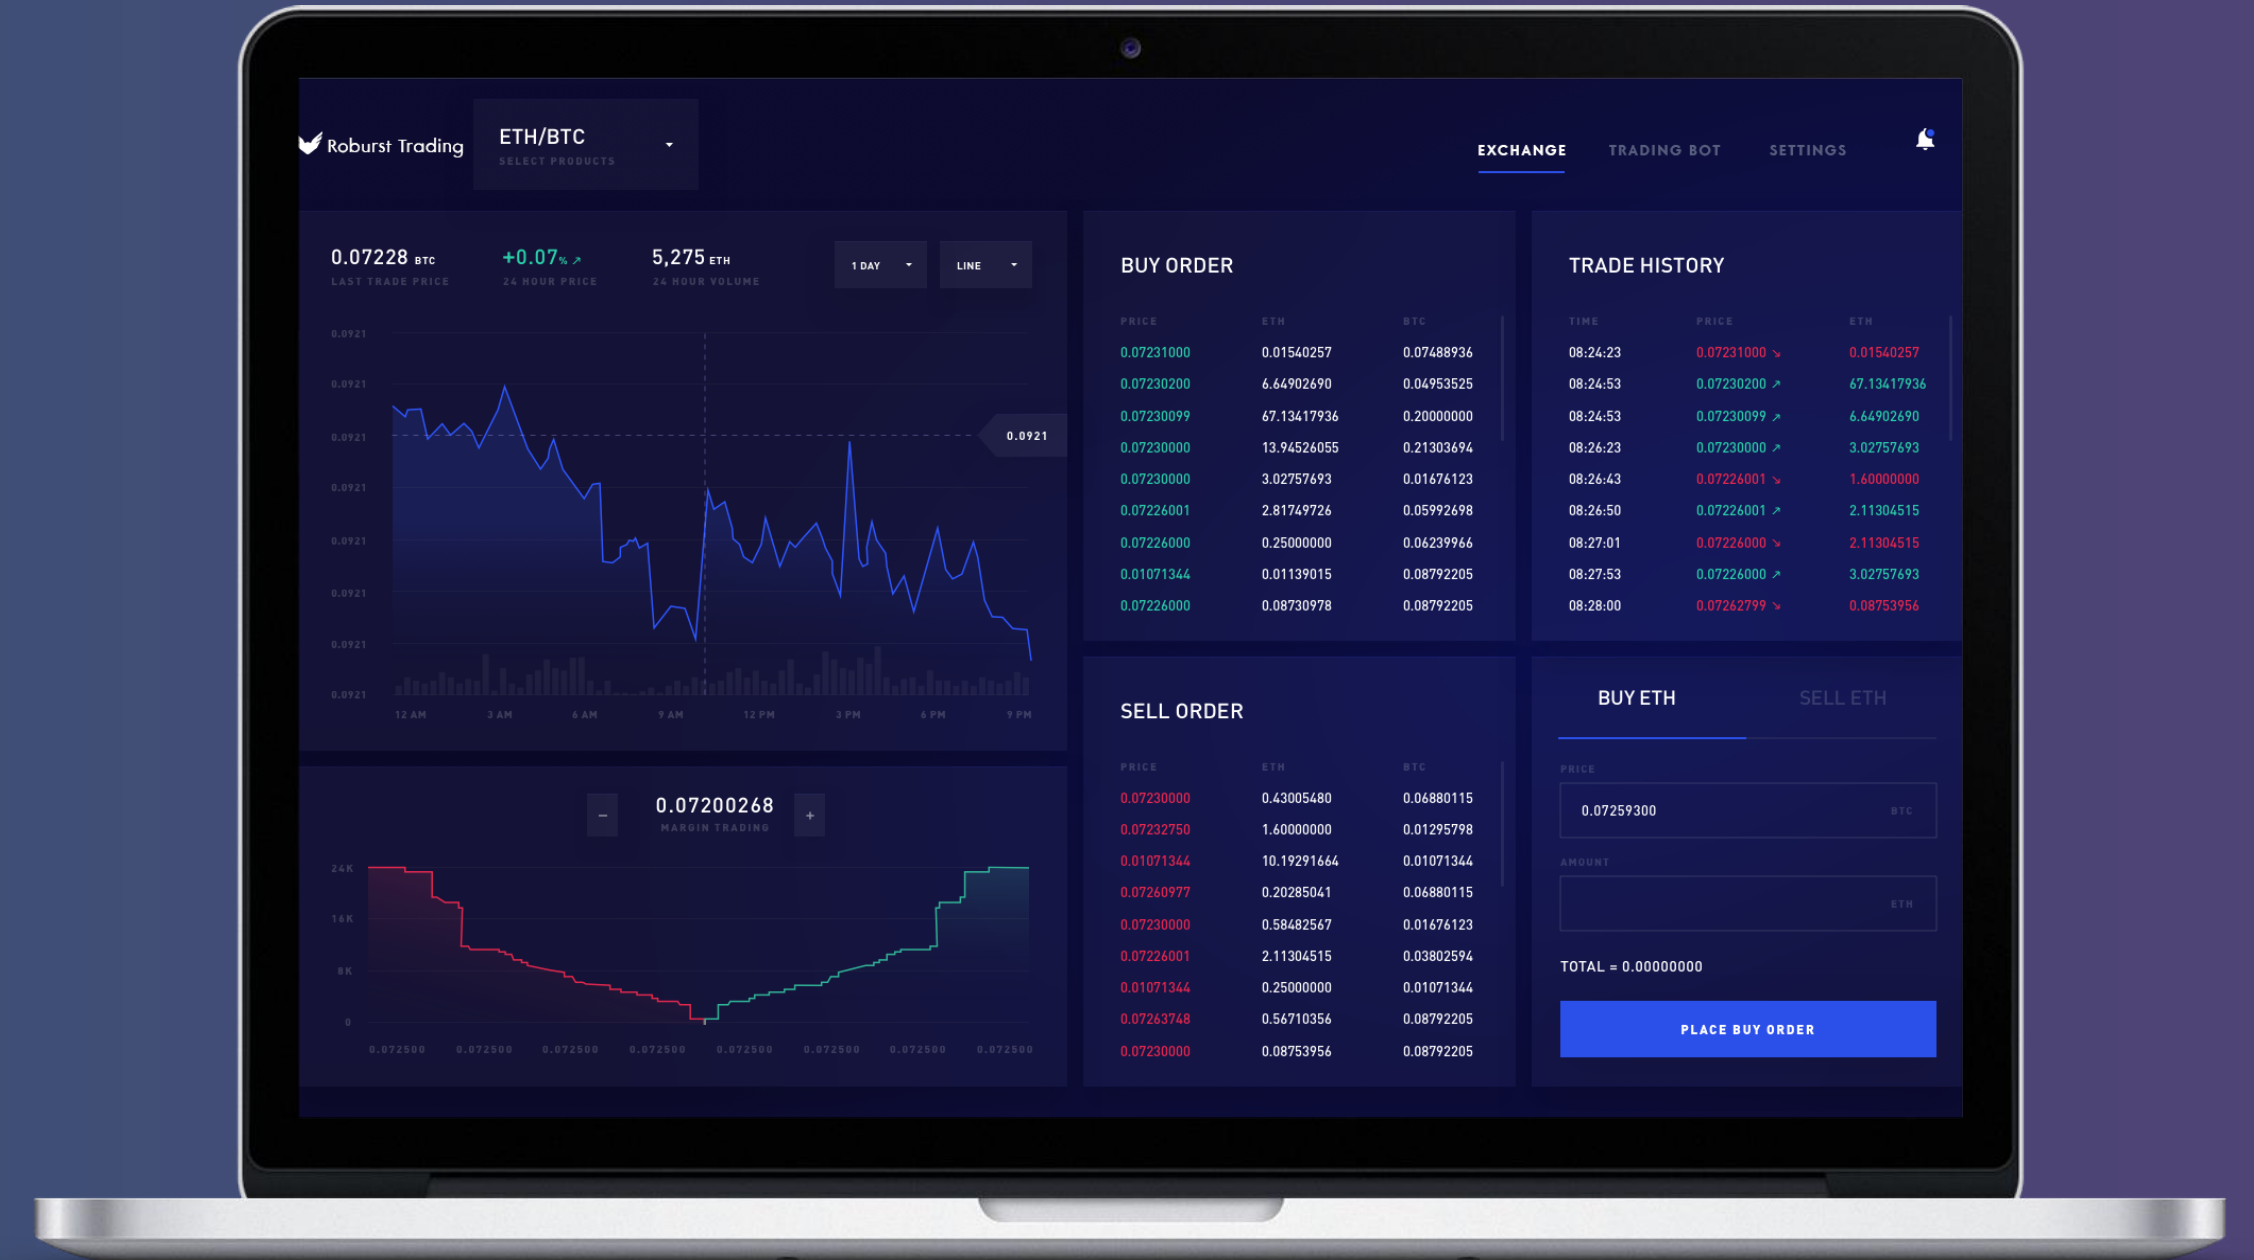 Roburst Trading
ETH/BTC
SELECT PRODUCTS
EXCHANGE
TRADING BOT
SETTINGS
0.07228 BTC
LAST TRADE PRICE
+0.07% ↗
24 HOUR PRICE
5,275 ETH
24 HOUR VOLUME
1 DAY
LINE
0.0921
0.0921
0.0921
0.0921
0.0921
0.0921
0.0921
0.0921
0.0921
12 AM 3 AM 6 AM 9 AM 12 PM 3 PM 6 PM 9 PM
−
0.07200268
MARGIN TRADING
+
24K
16K
8K
0
0.072500 0.072500 0.072500 0.072500 0.072500 0.072500 0.072500 0.072500
BUY ORDER
PRICE ETH BTC
0.07231000 0.01540257 0.07488936
0.07230200 6.64902690 0.04953525
0.07230099 67.13417936 0.20000000
0.07230000 13.94526055 0.21303694
0.07230000 3.02757693 0.01676123
0.07226001 2.81749726 0.05992698
0.07226000 0.25000000 0.06239966
0.01071344 0.01139015 0.08792205
0.07226000 0.08730978 0.08792205
TRADE HISTORY
TIME PRICE ETH
08:24:23 0.07231000 ↘ 0.01540257
08:24:53 0.07230200 ↗ 67.13417936
08:24:53 0.07230099 ↗ 6.64902690
08:26:23 0.07230000 ↗ 3.02757693
08:26:43 0.07226001 ↘ 1.60000000
08:26:50 0.07226001 ↗ 2.11304515
08:27:01 0.07226000 ↘ 2.11304515
08:27:53 0.07226000 ↗ 3.02757693
08:28:00 0.07262799 ↘ 0.08753956
SELL ORDER
PRICE ETH BTC
0.07230000 0.43005480 0.06880115
0.07232750 1.60000000 0.01295798
0.01071344 10.19291664 0.01071344
0.07260977 0.20285041 0.06880115
0.07230000 0.58482567 0.01676123
0.07226001 2.11304515 0.03802594
0.01071344 0.25000000 0.01071344
0.07263748 0.56710356 0.08792205
0.07230000 0.08753956 0.08792205
BUY ETH
SELL ETH
PRICE
0.07259300 BTC
AMOUNT
ETH
TOTAL = 0.00000000
PLACE BUY ORDER